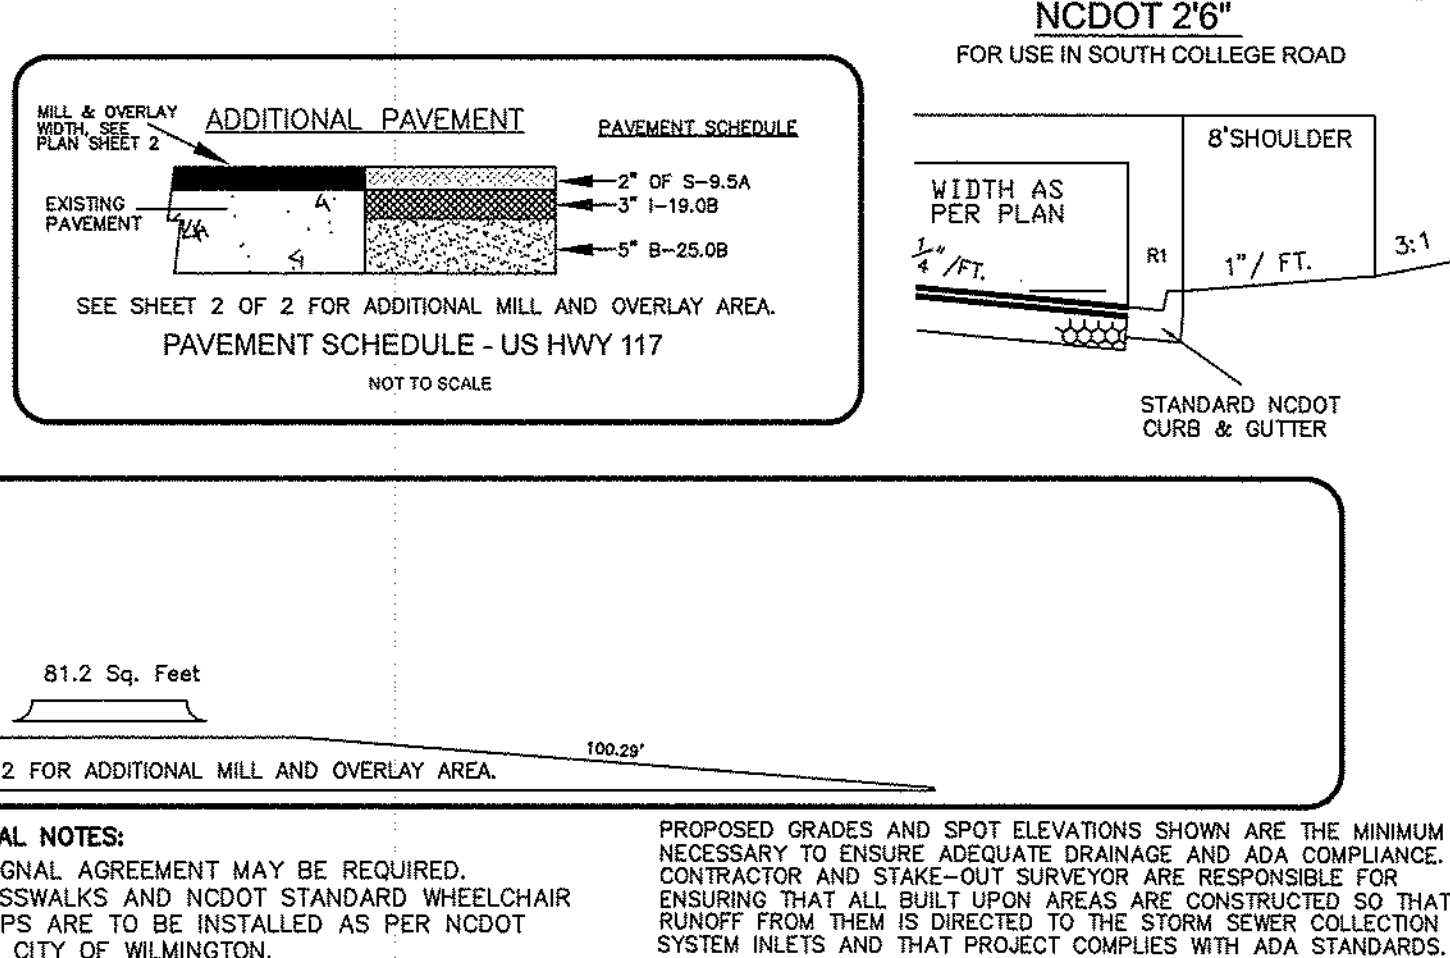 NCDOT 2'6"
FOR USE IN SOUTH COLLEGE ROAD
MILL & OVERLAY
WIDTH, SEE
PLAN SHEET 2
ADDITIONAL PAVEMENT
PAVEMENT SCHEDULE
EXISTING
PAVEMENT
2" OF S-9.5A
3" I-19.0B
5" B-25.0B
SEE SHEET 2 OF 2 FOR ADDITIONAL MILL AND OVERLAY AREA.
PAVEMENT SCHEDULE - US HWY 117
NOT TO SCALE
8'SHOULDER
WIDTH AS
PER PLAN
1/4"/FT.
R1
1"/ FT.
3:1
STANDARD NCDOT
CURB & GUTTER
81.2 Sq. Feet
100.29'
2 FOR ADDITIONAL MILL AND OVERLAY AREA.
AL NOTES:
GNAL AGREEMENT MAY BE REQUIRED.
SSWALKS AND NCDOT STANDARD WHEELCHAIR
PS ARE TO BE INSTALLED AS PER NCDOT
CITY OF WILMINGTON.
PROPOSED GRADES AND SPOT ELEVATIONS SHOWN ARE THE MINIMUM
NECESSARY TO ENSURE ADEQUATE DRAINAGE AND ADA COMPLIANCE.
CONTRACTOR AND STAKE-OUT SURVEYOR ARE RESPONSIBLE FOR
ENSURING THAT ALL BUILT UPON AREAS ARE CONSTRUCTED SO THAT
RUNOFF FROM THEM IS DIRECTED TO THE STORM SEWER COLLECTION
SYSTEM INLETS AND THAT PROJECT COMPLIES WITH ADA STANDARDS.